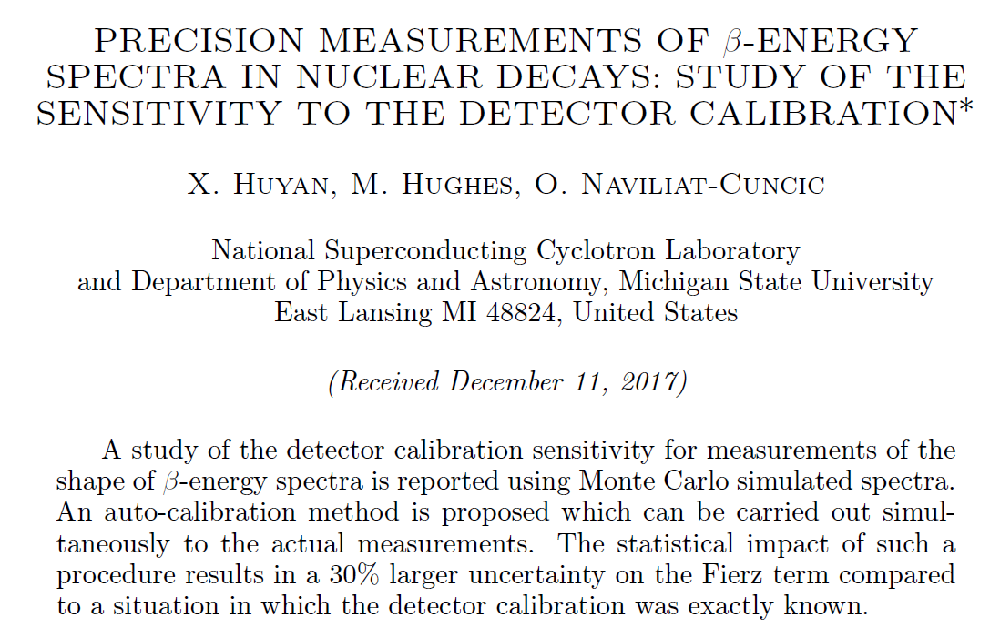 PRECISION MEASUREMENTS OF β-ENERGY
SPECTRA IN NUCLEAR DECAYS: STUDY OF THE
SENSITIVITY TO THE DETECTOR CALIBRATION*
X. Huyan, M. Hughes, O. Naviliat-Cuncic
National Superconducting Cyclotron Laboratory
and Department of Physics and Astronomy, Michigan State University
East Lansing MI 48824, United States
(Received December 11, 2017)
A study of the detector calibration sensitivity for measurements of the
shape of β-energy spectra is reported using Monte Carlo simulated spectra.
An auto-calibration method is proposed which can be carried out simul-
taneously to the actual measurements. The statistical impact of such a
procedure results in a 30% larger uncertainty on the Fierz term compared
to a situation in which the detector calibration was exactly known.